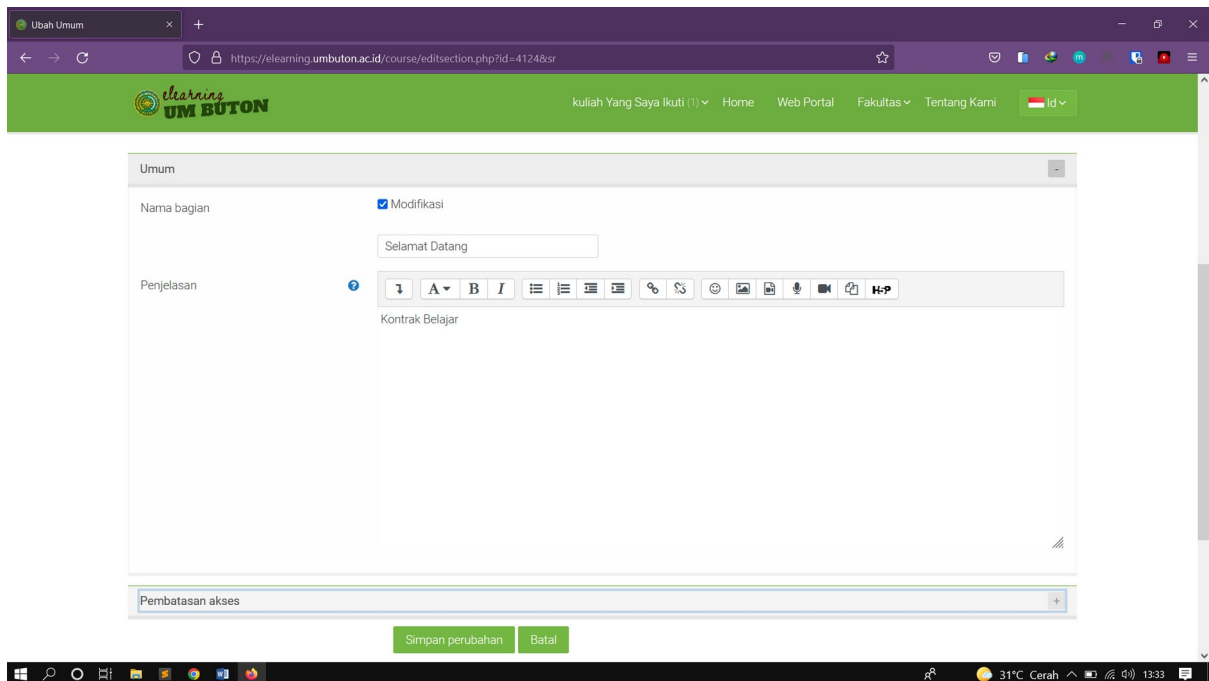 Ubah Umum
https://elearning.umbuton.ac.id/course/editsection.php?id=4124&sr
elearning
UM BUTON
kuliah Yang Saya Ikuti (1) Home Web Portal Fakultas Tentang Kami Id
Umum
Nama bagian
Modifikasi
Selamat Datang
Penjelasan
A B I H-P
Kontrak Belajar
Pembatasan akses
Simpan perubahan Batal
31°C Cerah 13:33